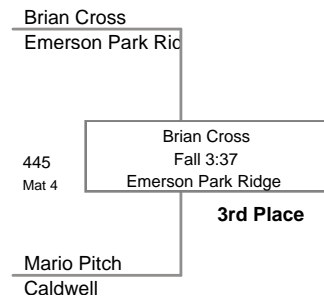 Brian Cross
Emerson Park Ric
Brian Cross
Fall 3:37
Emerson Park Ridge
445
Mat 4
3rd Place
Mario Pitch
Caldwell